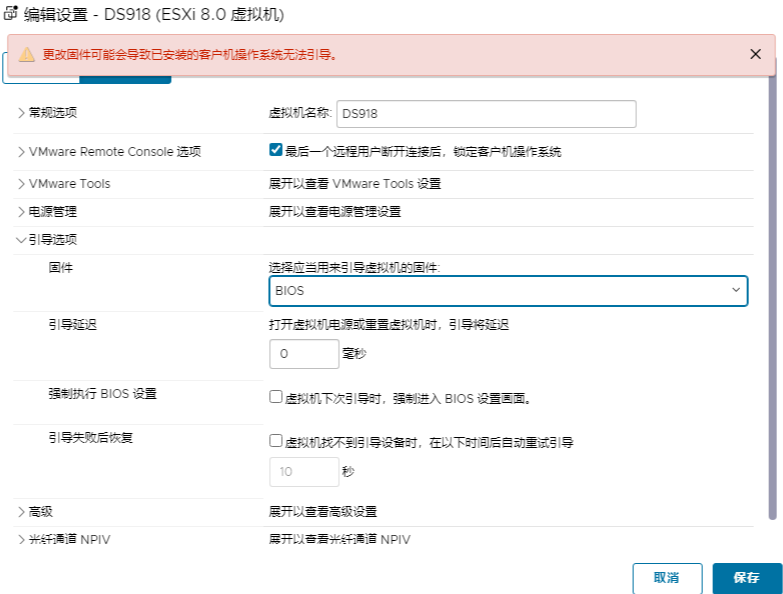 编辑设置 - DS918 (ESXi 8.0 虚拟机)
更改固件可能会导致已安装的客户机操作系统无法引导。
常规选项 虚拟机名称: DS918
VMware Remote Console 选项 最后一个远程用户断开连接后，锁定客户机操作系统
VMware Tools 展开以查看 VMware Tools 设置
电源管理 展开以查看电源管理设置
引导选项
固件 选择应当用来引导虚拟机的固件:
BIOS
引导延迟 打开虚拟机电源或重置虚拟机时，引导将延迟
0 毫秒
强制执行 BIOS 设置 虚拟机下次引导时，强制进入 BIOS 设置画面。
引导失败后恢复 虚拟机找不到引导设备时，在以下时间后自动重试引导
10 秒
高级 展开以查看高级设置
光纤通道 NPIV 展开以查看光纤通道 NPIV
取消 保存